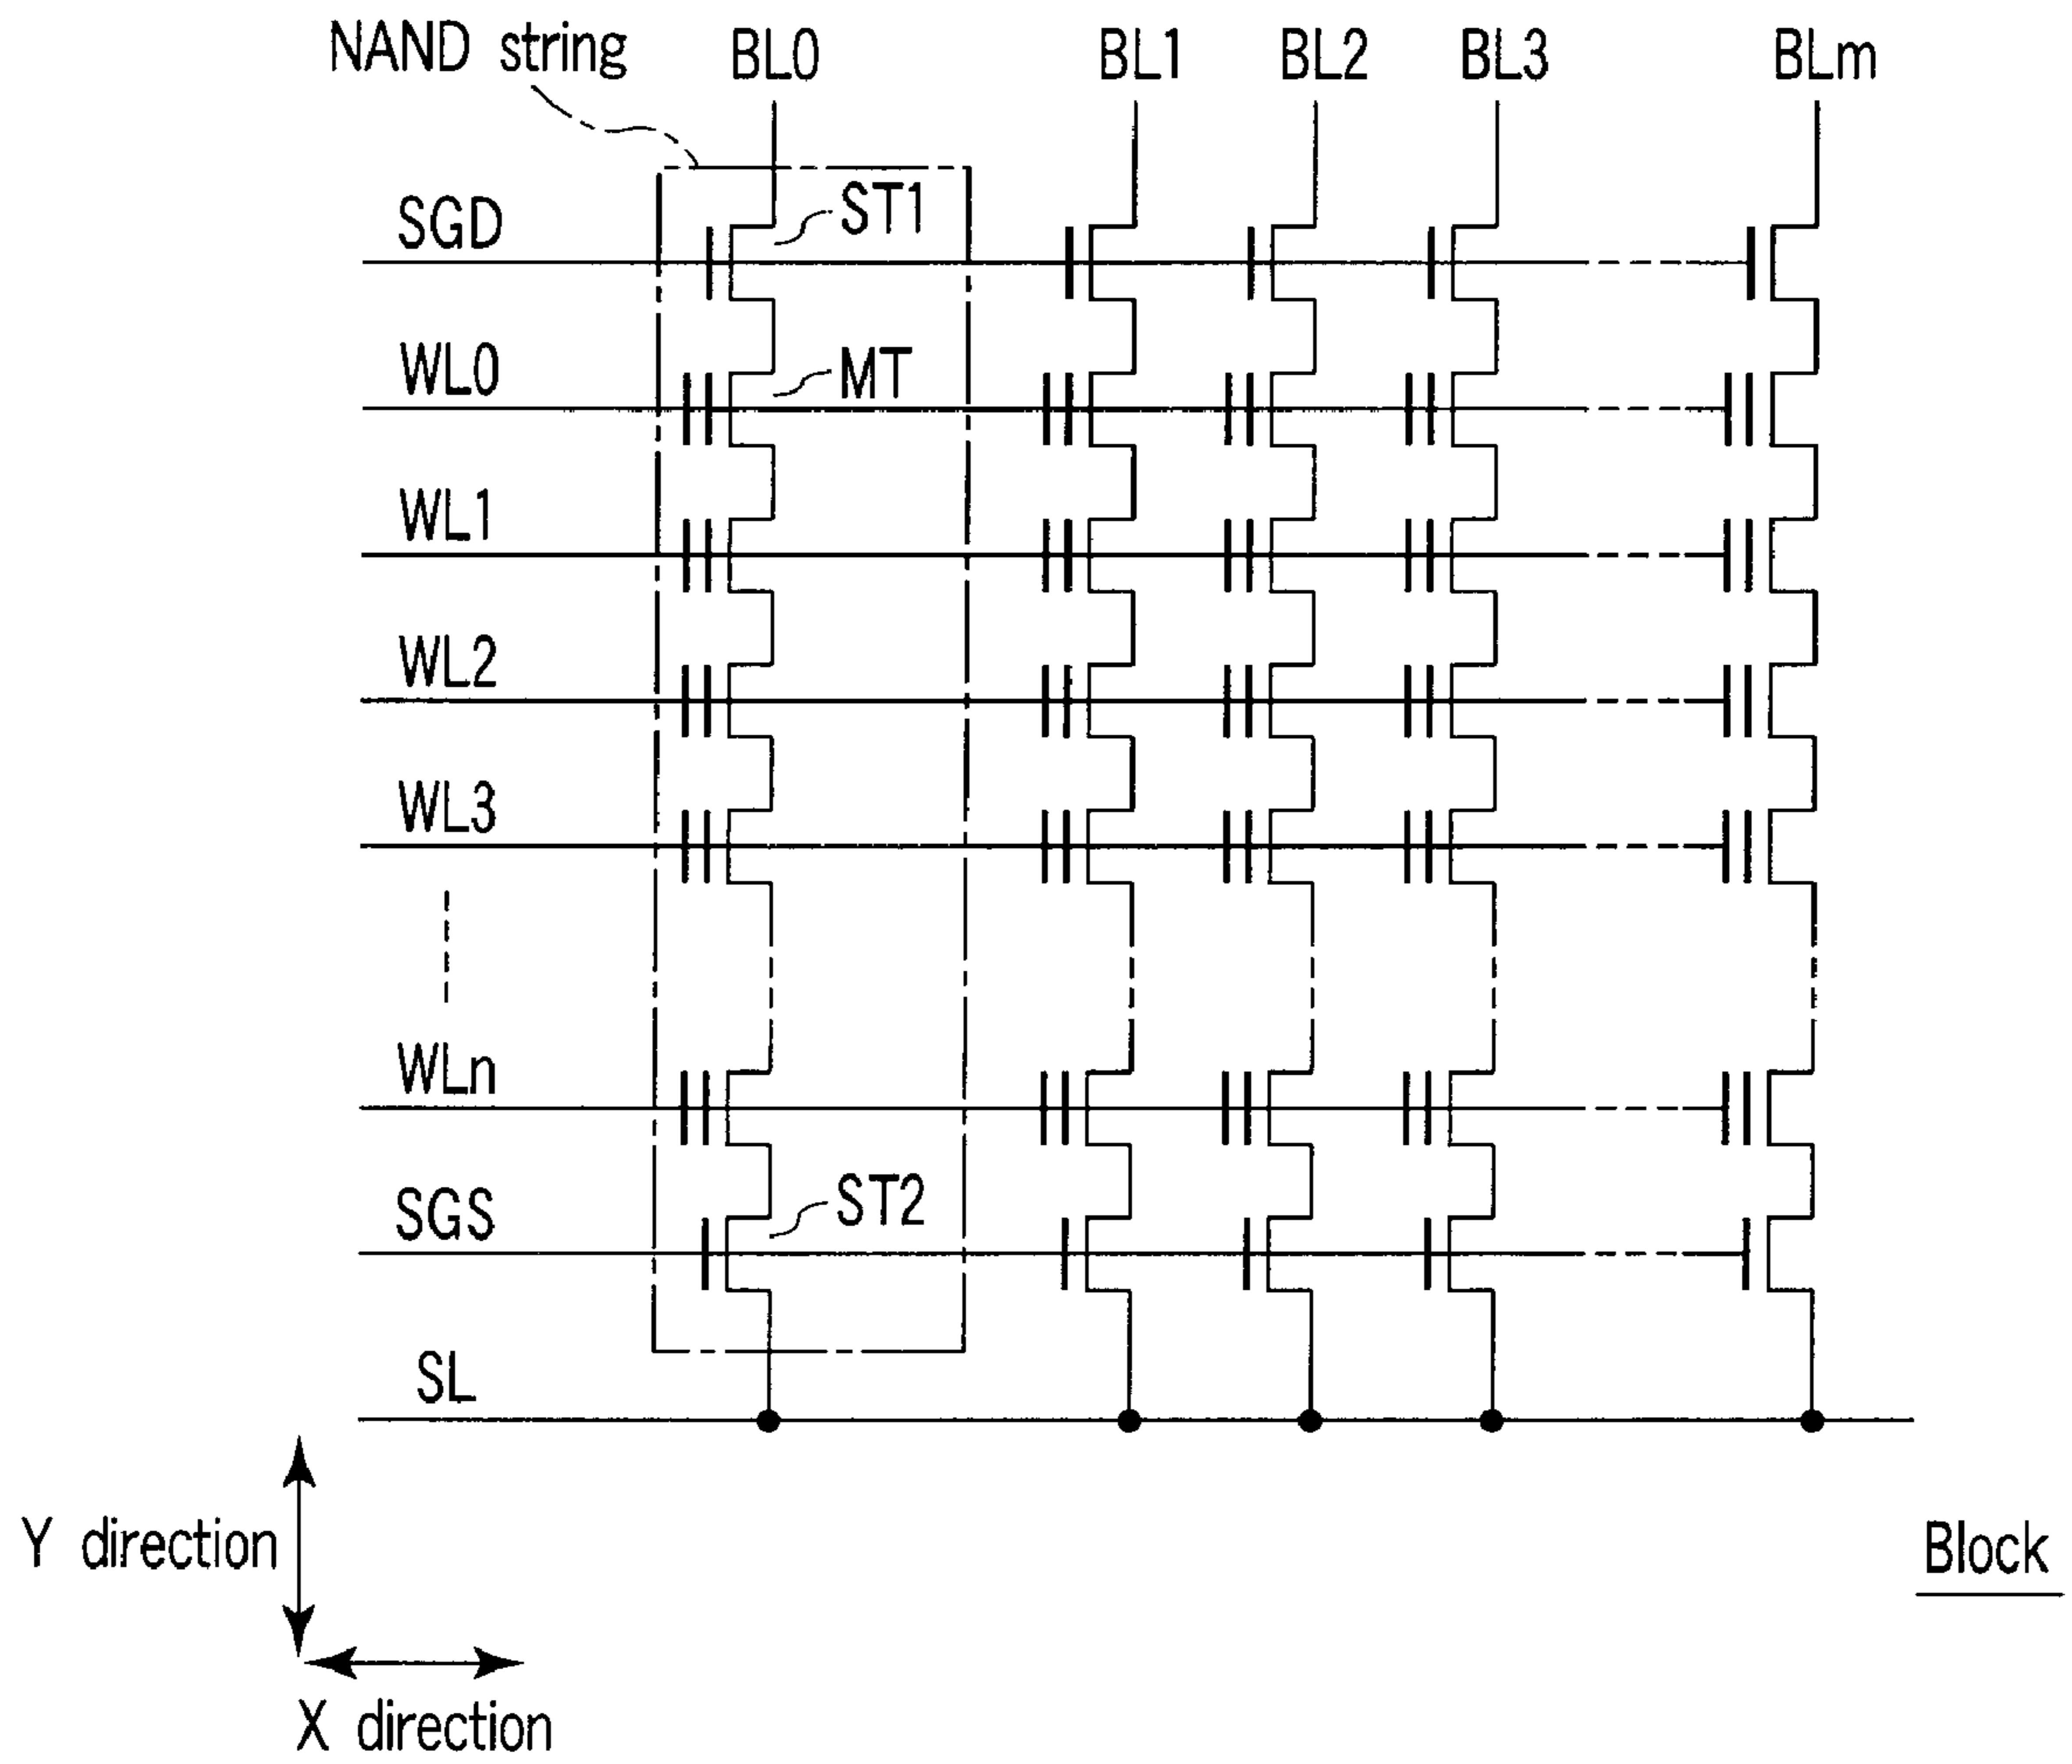 NAND string BL0 BL1 BL2 BL3 BLm
SGD ST1
WL0 MT
WL1
WL2
WL3
WLn
SGS ST2
SL
Y direction
Block
X direction